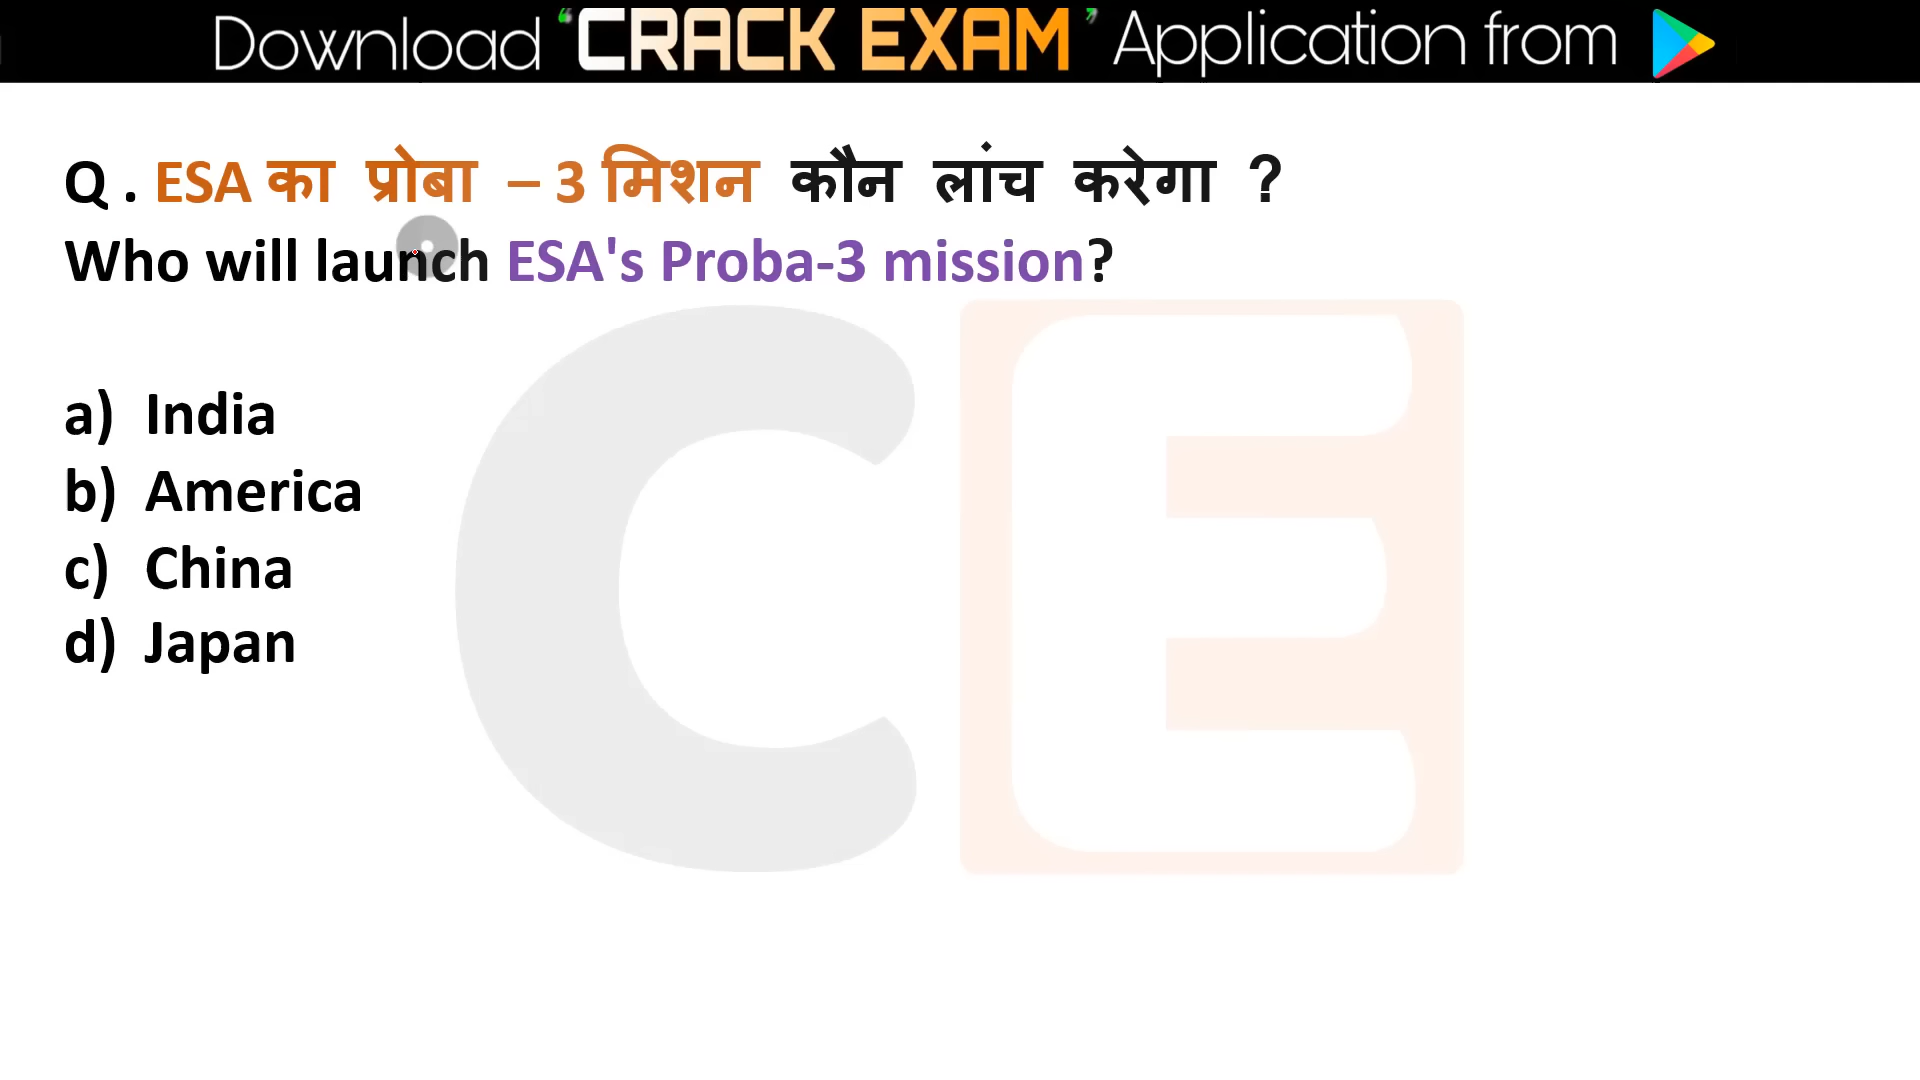 Download ‘CRACK EXAM’ Application from
Q . ESA का प्रोबा – 3 मिशन कौन लांच करेगा ?
Who will launch ESA's Proba-3 mission?
a) India
b) America
c) China
d) Japan
CE